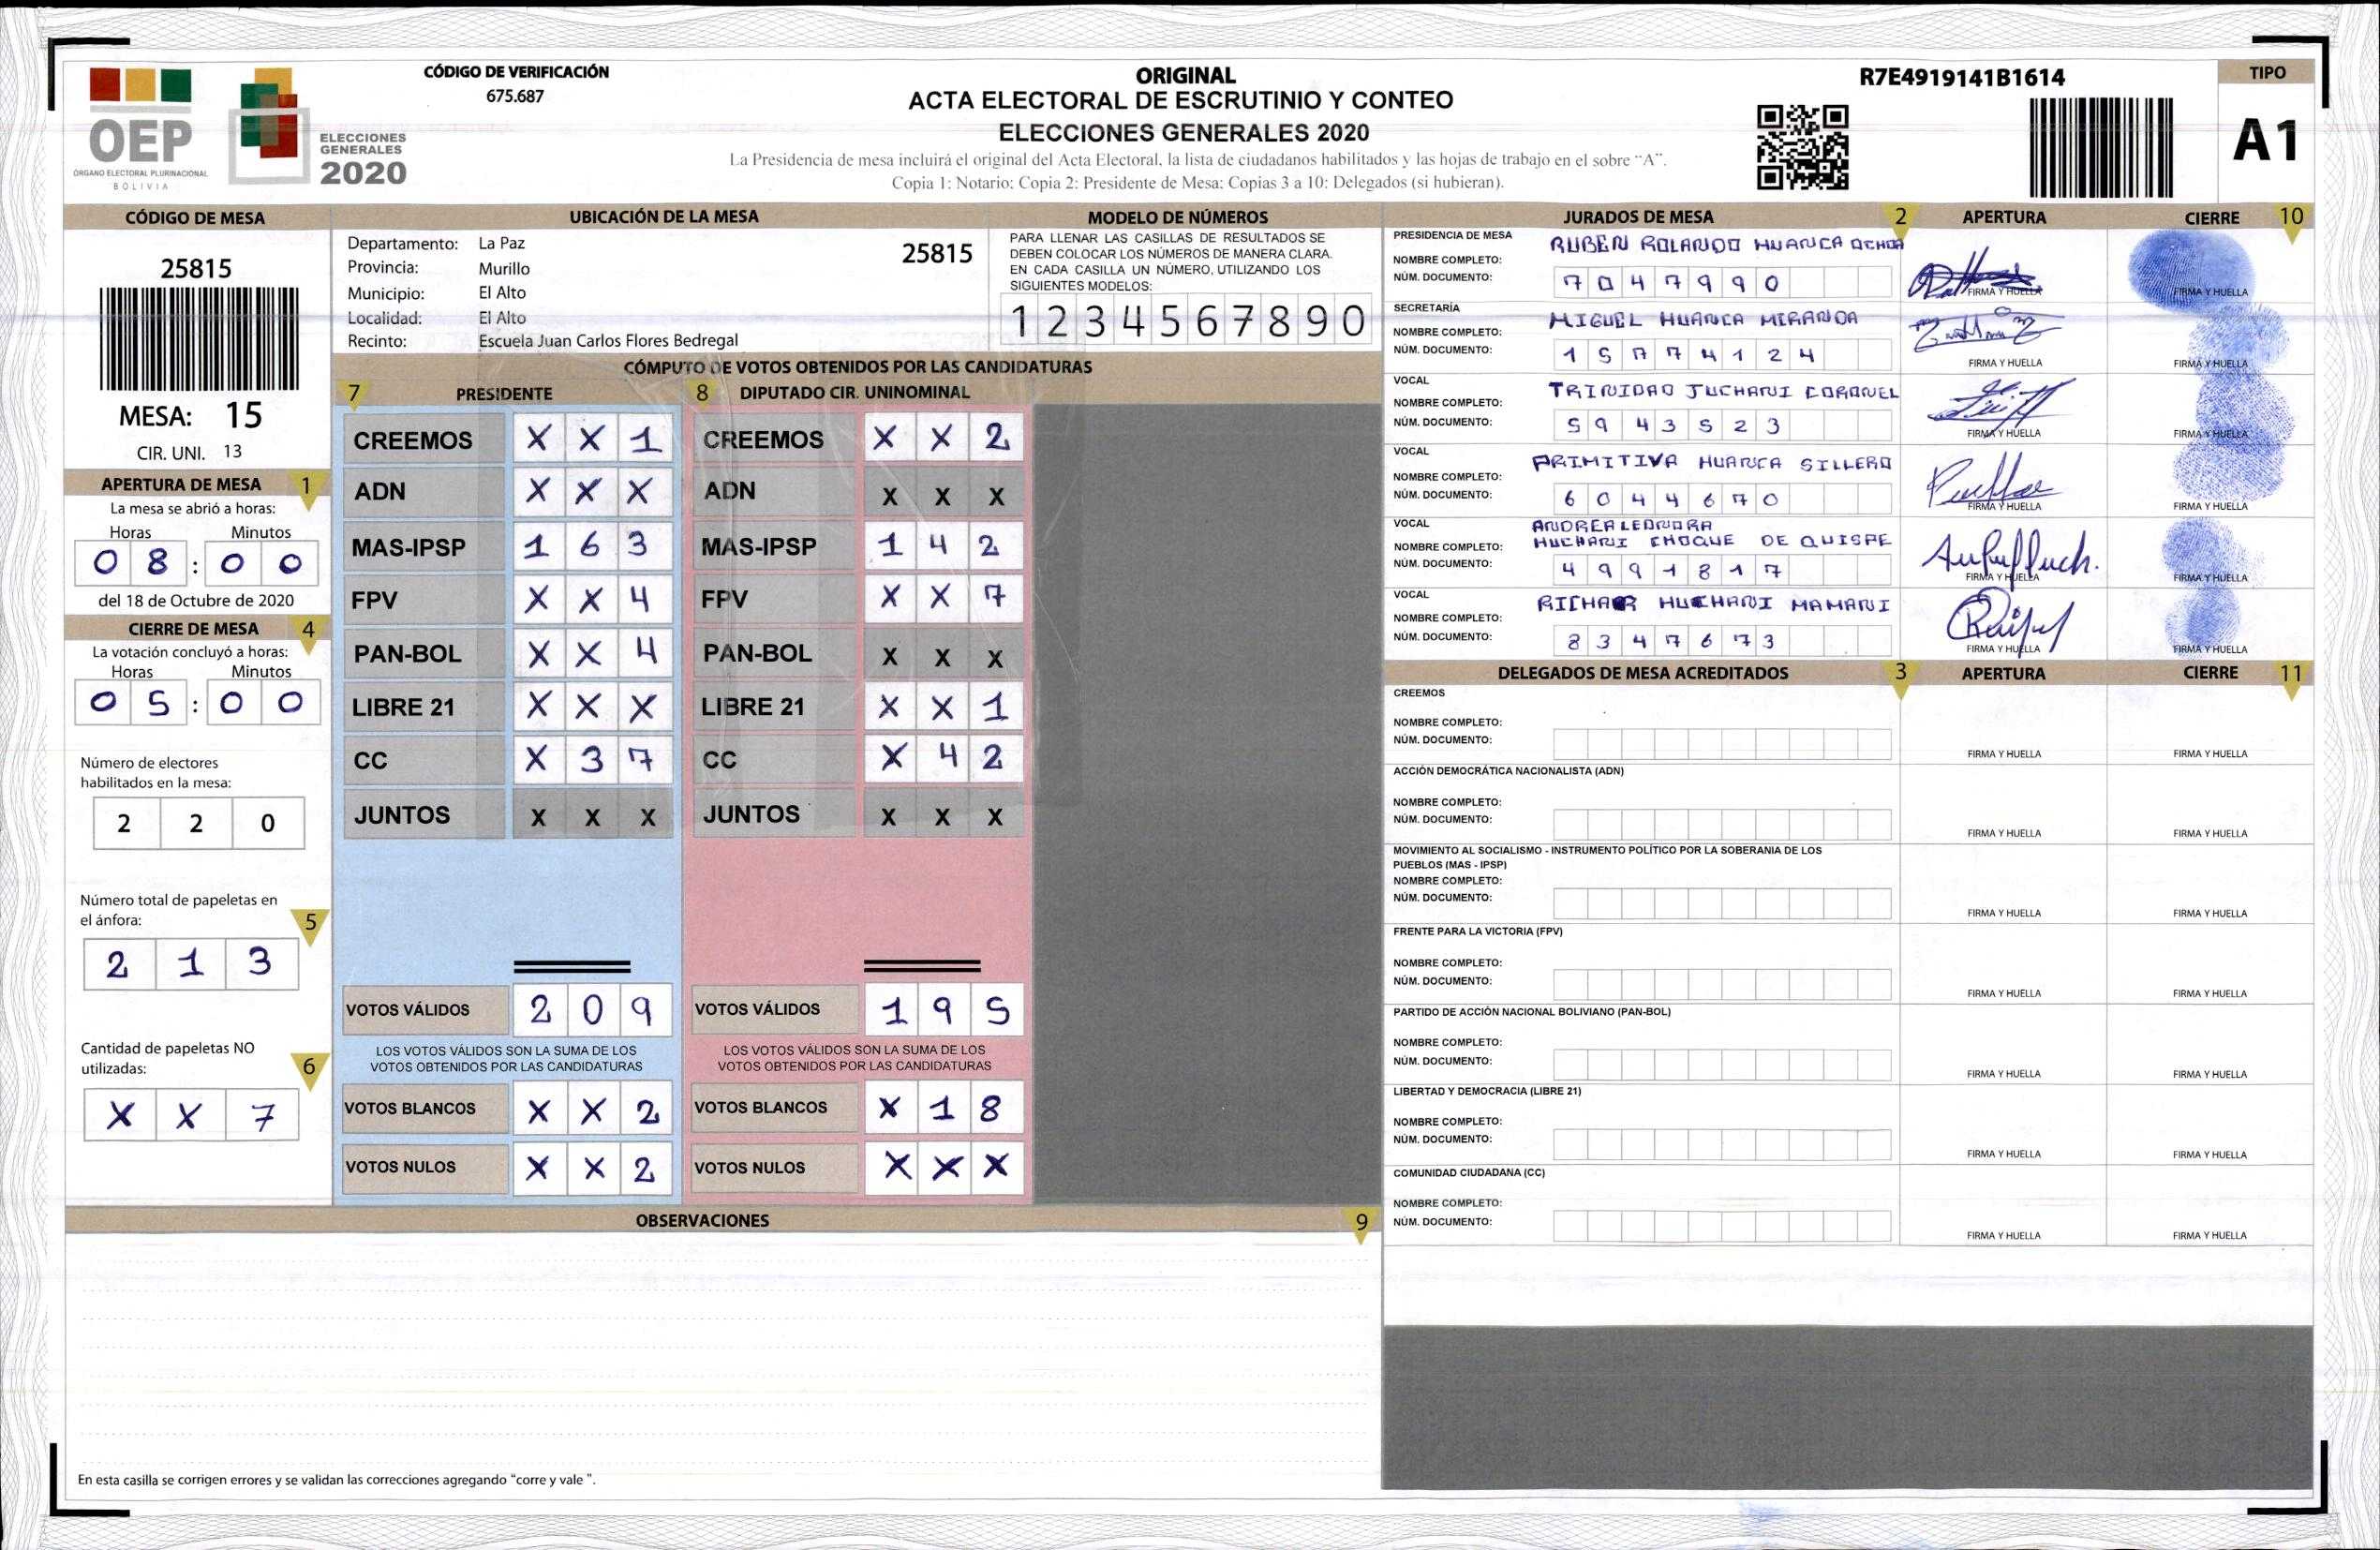 CÓDIGO DE VERIFICACIÓN
675.687
OEP
ÓRGANO ELECTORAL PLURINACIONAL
BOLIVIA
ELECCIONES
GENERALES
2020
ORIGINAL
ACTA ELECTORAL DE ESCRUTINIO Y CONTEO
ELECCIONES GENERALES 2020
La Presidencia de mesa incluirá el original del Acta Electoral, la lista de ciudadanos habilitados y las hojas de trabajo en el sobre "A".
Copia 1: Notario; Copia 2: Presidente de Mesa; Copias 3 a 10: Delegados (si hubieran).
R7E4919141B1614
TIPO
A1
CÓDIGO DE MESA
25815
MESA: 15
CIR. UNI. 13
APERTURA DE MESA 1
La mesa se abrió a horas:
Horas Minutos
0 8 : 0 0
del 18 de Octubre de 2020
CIERRE DE MESA 4
La votación concluyó a horas:
Horas Minutos
0 5 : 0 0
Número de electores
habilitados en la mesa:
2 2 0
Número total de papeletas en
el ánfora: 5
2 1 3
Cantidad de papeletas NO
utilizadas: 6
X X 7
UBICACIÓN DE LA MESA
Departamento: La Paz 25815
Provincia: Murillo
Municipio: El Alto
Localidad: El Alto
Recinto: Escuela Juan Carlos Flores Bedregal
MODELO DE NÚMEROS
PARA LLENAR LAS CASILLAS DE RESULTADOS SE
DEBEN COLOCAR LOS NÚMEROS DE MANERA CLARA.
EN CADA CASILLA UN NÚMERO, UTILIZANDO LOS
SIGUIENTES MODELOS:
1 2 3 4 5 6 7 8 9 0
CÓMPUTO DE VOTOS OBTENIDOS POR LAS CANDIDATURAS
7 PRESIDENTE 8 DIPUTADO CIR. UNINOMINAL
CREEMOS X X 1 CREEMOS X X 2
ADN X X X ADN X X X
MAS-IPSP 1 6 3 MAS-IPSP 1 4 2
FPV X X 4 FPV X X 7
PAN-BOL X X 4 PAN-BOL X X X
LIBRE 21 X X X LIBRE 21 X X 1
CC X 3 7 CC X 4 2
JUNTOS X X X JUNTOS X X X
VOTOS VÁLIDOS 2 0 9 VOTOS VÁLIDOS 1 9 5
LOS VOTOS VÁLIDOS SON LA SUMA DE LOS LOS VOTOS VÁLIDOS SON LA SUMA DE LOS
VOTOS OBTENIDOS POR LAS CANDIDATURAS VOTOS OBTENIDOS POR LAS CANDIDATURAS
VOTOS BLANCOS X X 2 VOTOS BLANCOS X 1 8
VOTOS NULOS X X 2 VOTOS NULOS X X X
OBSERVACIONES 9
En esta casilla se corrigen errores y se validan las correcciones agregando "corre y vale ".
JURADOS DE MESA 2 APERTURA CIERRE 10
PRESIDENCIA DE MESA
NOMBRE COMPLETO: RUBEN ROLANDO HUANCA OCHOA
NÚM. DOCUMENTO: 7 0 4 7 9 9 0
FIRMA Y HUELLA FIRMA Y HUELLA
SECRETARÍA
NOMBRE COMPLETO: MIGUEL HUANCA MIRANDA
NÚM. DOCUMENTO: 1 5 7 7 4 1 2 4
FIRMA Y HUELLA FIRMA Y HUELLA
VOCAL
NOMBRE COMPLETO: TRINIDAD JUCHANI CORONEL
NÚM. DOCUMENTO: 5 9 4 3 5 2 3
FIRMA Y HUELLA FIRMA Y HUELLA
VOCAL
NOMBRE COMPLETO: PRIMITIVA HUANCA SILLERO
NÚM. DOCUMENTO: 6 0 4 4 6 7 0
FIRMA Y HUELLA FIRMA Y HUELLA
VOCAL
NOMBRE COMPLETO: ANDREA LEONORA
HUCHANI CHOQUE DE QUISPE
NÚM. DOCUMENTO: 4 9 9 1 8 1 7
FIRMA Y HUELLA FIRMA Y HUELLA
VOCAL
NOMBRE COMPLETO: HUCHANI MAMANI
NÚM. DOCUMENTO: 8 3 4 7 6 7 3
FIRMA Y HUELLA FIRMA Y HUELLA
DELEGADOS DE MESA ACREDITADOS 3 APERTURA CIERRE 11
CREEMOS
NOMBRE COMPLETO:
NÚM. DOCUMENTO:
FIRMA Y HUELLA FIRMA Y HUELLA
ACCIÓN DEMOCRÁTICA NACIONALISTA (ADN)
NOMBRE COMPLETO:
NÚM. DOCUMENTO:
FIRMA Y HUELLA FIRMA Y HUELLA
MOVIMIENTO AL SOCIALISMO - INSTRUMENTO POLÍTICO POR LA SOBERANIA DE LOS
PUEBLOS (MAS - IPSP)
NOMBRE COMPLETO:
NÚM. DOCUMENTO:
FIRMA Y HUELLA FIRMA Y HUELLA
FRENTE PARA LA VICTORIA (FPV)
NOMBRE COMPLETO:
NÚM. DOCUMENTO:
FIRMA Y HUELLA FIRMA Y HUELLA
PARTIDO DE ACCIÓN NACIONAL BOLIVIANO (PAN-BOL)
NOMBRE COMPLETO:
NÚM. DOCUMENTO:
FIRMA Y HUELLA FIRMA Y HUELLA
LIBERTAD Y DEMOCRACIA (LIBRE 21)
NOMBRE COMPLETO:
NÚM. DOCUMENTO:
FIRMA Y HUELLA FIRMA Y HUELLA
COMUNIDAD CIUDADANA (CC)
NOMBRE COMPLETO:
NÚM. DOCUMENTO:
FIRMA Y HUELLA FIRMA Y HUELLA